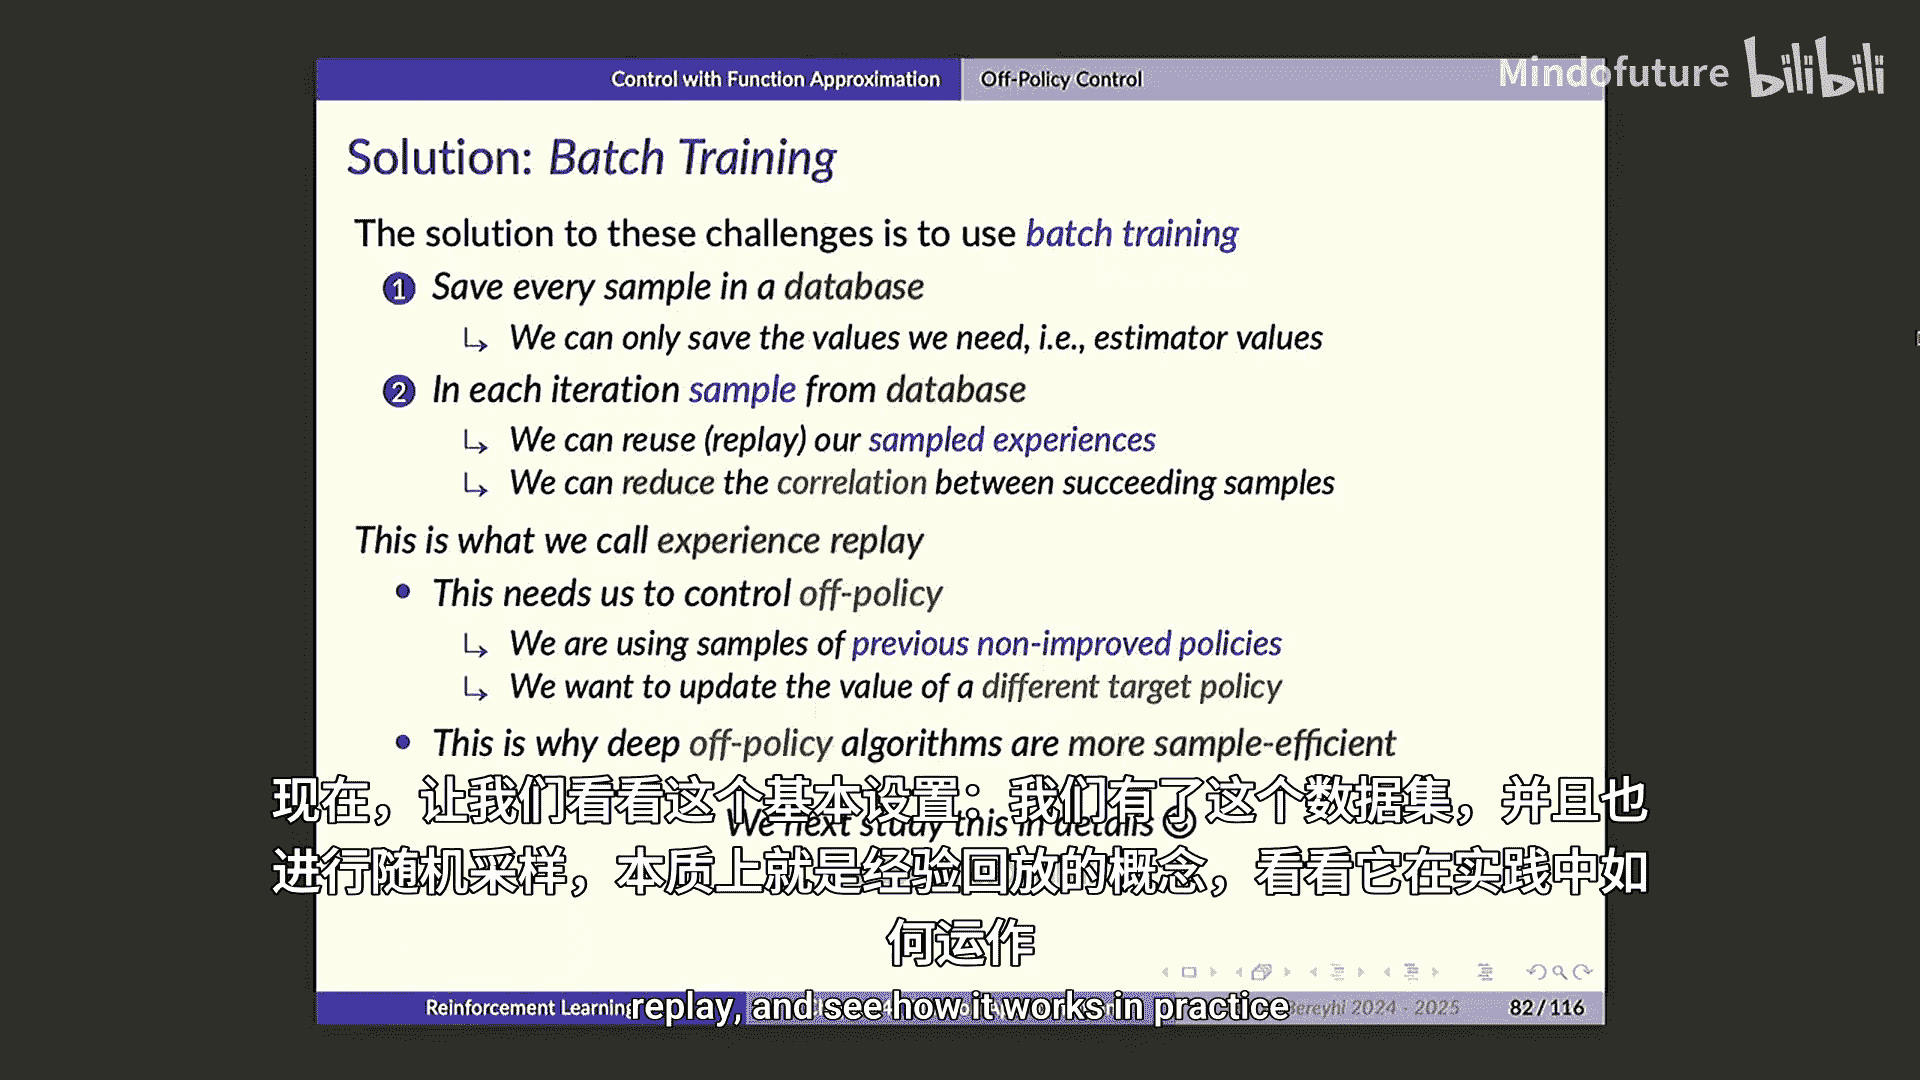 Control with Function Approximation
Off-Policy Control
Mindofuture bilibili
Solution: Batch Training
The solution to these challenges is to use batch training
1 Save every sample in a database
We can only save the values we need, i.e., estimator values
2 In each iteration sample from database
We can reuse (replay) our sampled experiences
We can reduce the correlation between succeeding samples
This is what we call experience replay
This needs us to control off-policy
We are using samples of previous non-improved policies
We want to update the value of a different target policy
This is why deep off-policy algorithms are more sample-efficient
现在，让我们看看这个基本设置：我们有了这个数据集，并且也
We next study this in details
进行随机采样，本质上就是经验回放的概念，看看它在实践中如
何运作
Reinforcement Learning
replay, and see how it works in practice
Bereyhi 2024 - 2025
82 / 116